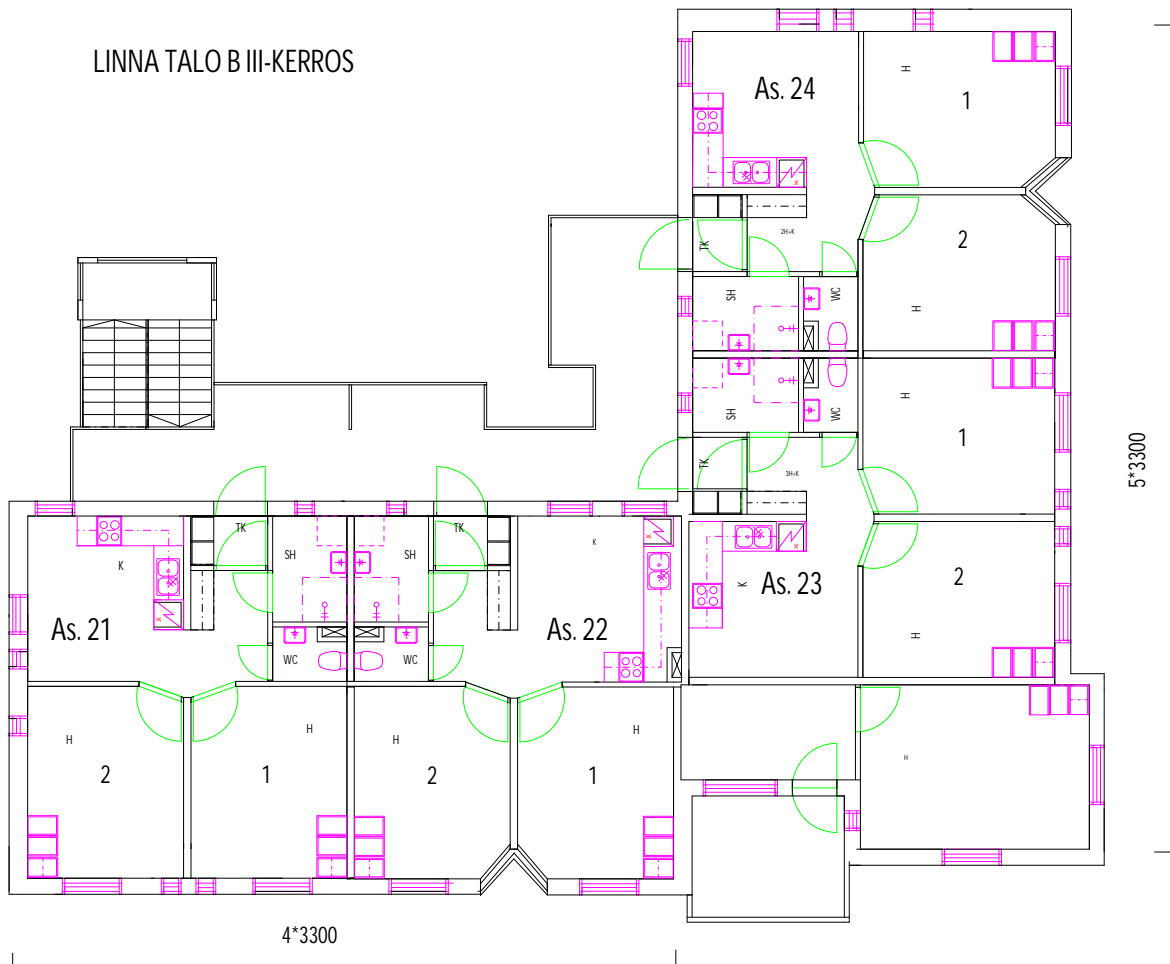 LINNA TALO B III-KERROS
As. 24
H
1
2H+K
TK
2
H
SH
WC
SH
WC
H
1
TK
3H+K
5*3300
TK
SH
SH
TK
K
K
As. 21
As. 22
WC
WC
K
As. 23
2
H
H
2
H
1
H
2
H
1
H
4*3300